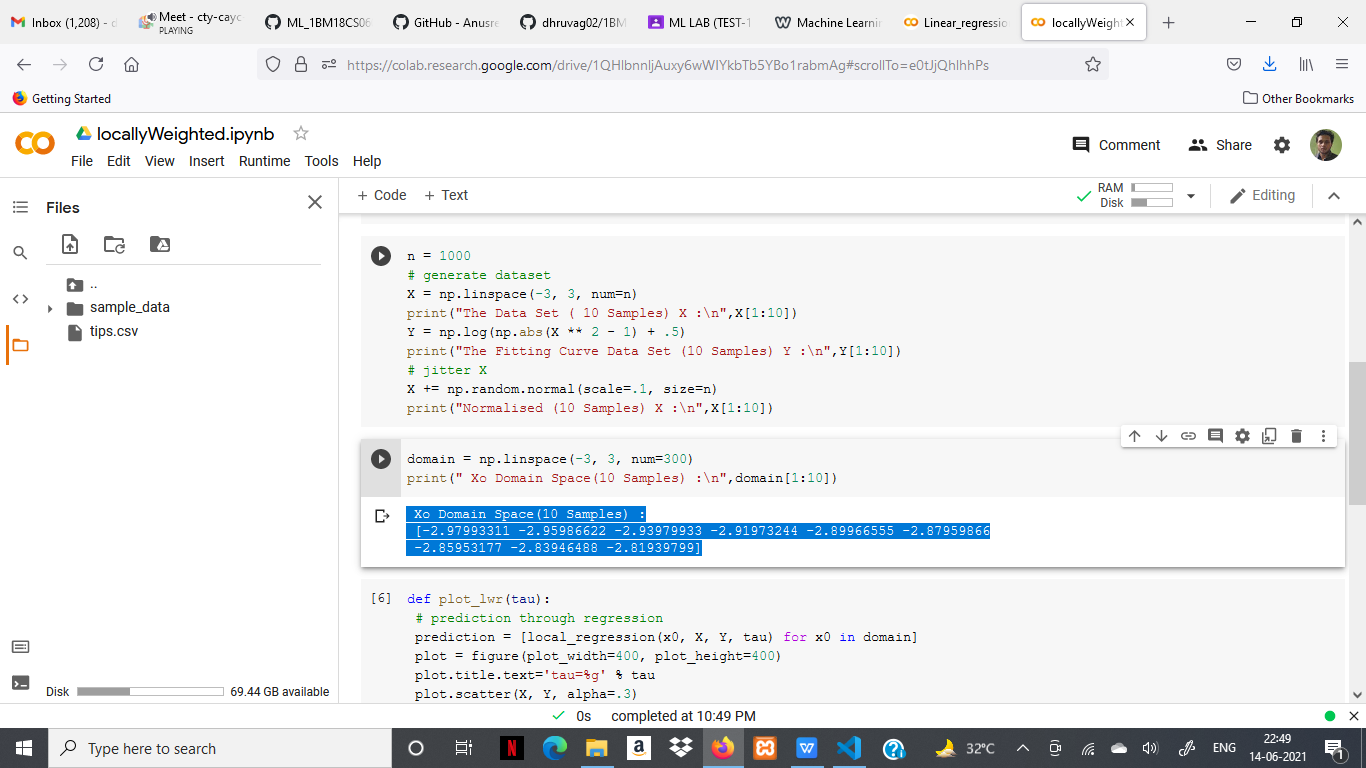 Inbox (1,208) - d
Meet - cty-cayc
PLAYING
ML_1BM18CS06
GitHub - Anusre
dhruvag02/1BM
ML LAB (TEST-1
Machine Learnin
Linear_regressio
locallyWeight
https://colab.research.google.com/drive/1QHlbnnljAuxy6wWIYkbTb5YBo1rabmAg#scrollTo=e0tJjQhlhhPs
Getting Started
Other Bookmarks
locallyWeighted.ipynb
File Edit View Insert Runtime Tools Help
Comment
Share
Files
+ Code + Text
RAM
Disk
Editing
..
sample_data
tips.csv
n = 1000
# generate dataset
X = np.linspace(-3, 3, num=n)
print("The Data Set ( 10 Samples) X :\n",X[1:10])
Y = np.log(np.abs(X ** 2 - 1) + .5)
print("The Fitting Curve Data Set (10 Samples) Y :\n",Y[1:10])
# jitter X
X += np.random.normal(scale=.1, size=n)
print("Normalised (10 Samples) X :\n",X[1:10])
domain = np.linspace(-3, 3, num=300)
print(" Xo Domain Space(10 Samples) :\n",domain[1:10])
Xo Domain Space(10 Samples) :
[-2.97993311 -2.95986622 -2.93979933 -2.91973244 -2.89966555 -2.87959866
-2.85953177 -2.83946488 -2.81939799]
[6]
def plot_lwr(tau):
# prediction through regression
prediction = [local_regression(x0, X, Y, tau) for x0 in domain]
plot = figure(plot_width=400, plot_height=400)
plot.title.text='tau=%g' % tau
plot.scatter(X, Y, alpha=.3)
Disk
69.44 GB available
0s completed at 10:49 PM
Type here to search
32°C
ENG
22:49
14-06-2021
1